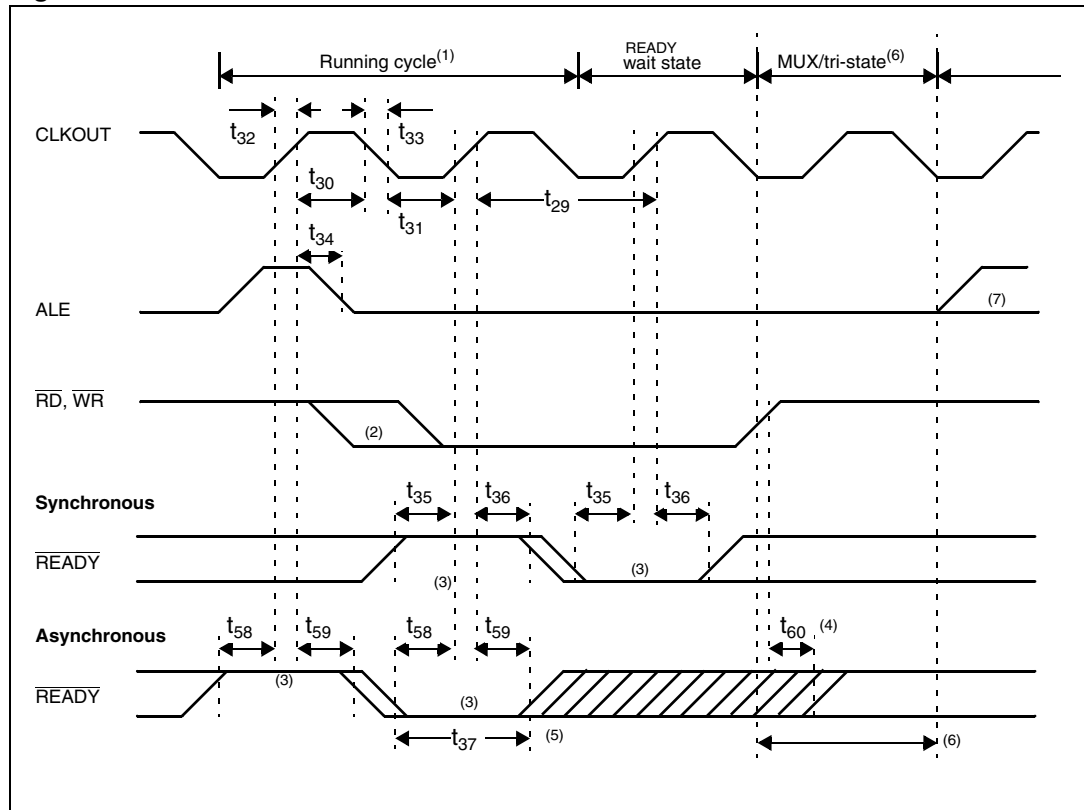 Running cycle(1)
READY
wait state
MUX/tri-state(6)
CLKOUT
t32
t33
t30
t31
t29
t34
ALE
(7)
RD, WR
(2)
Synchronous
t35
t36
t35
t36
READY
(3)
(3)
Asynchronous
t58
t59
t58
t59
t60
(4)
READY
(3)
(3)
t37
(5)
(6)